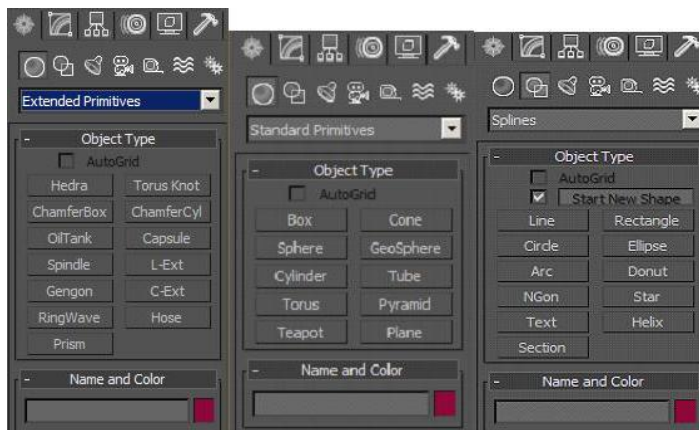 Extended Primitives
- Object Type
AutoGrid
Hedra Torus Knot
ChamferBox ChamferCyl
OilTank Capsule
Spindle L-Ext
Gengon C-Ext
RingWave Hose
Prism
- Name and Color
Standard Primitives
- Object Type
AutoGrid
Box Cone
Sphere GeoSphere
Cylinder Tube
Torus Pyramid
Teapot Plane
- Name and Color
Splines
- Object Type
AutoGrid
Start New Shape
Line Rectangle
Circle Ellipse
Arc Donut
NGon Star
Text Helix
Section
- Name and Color